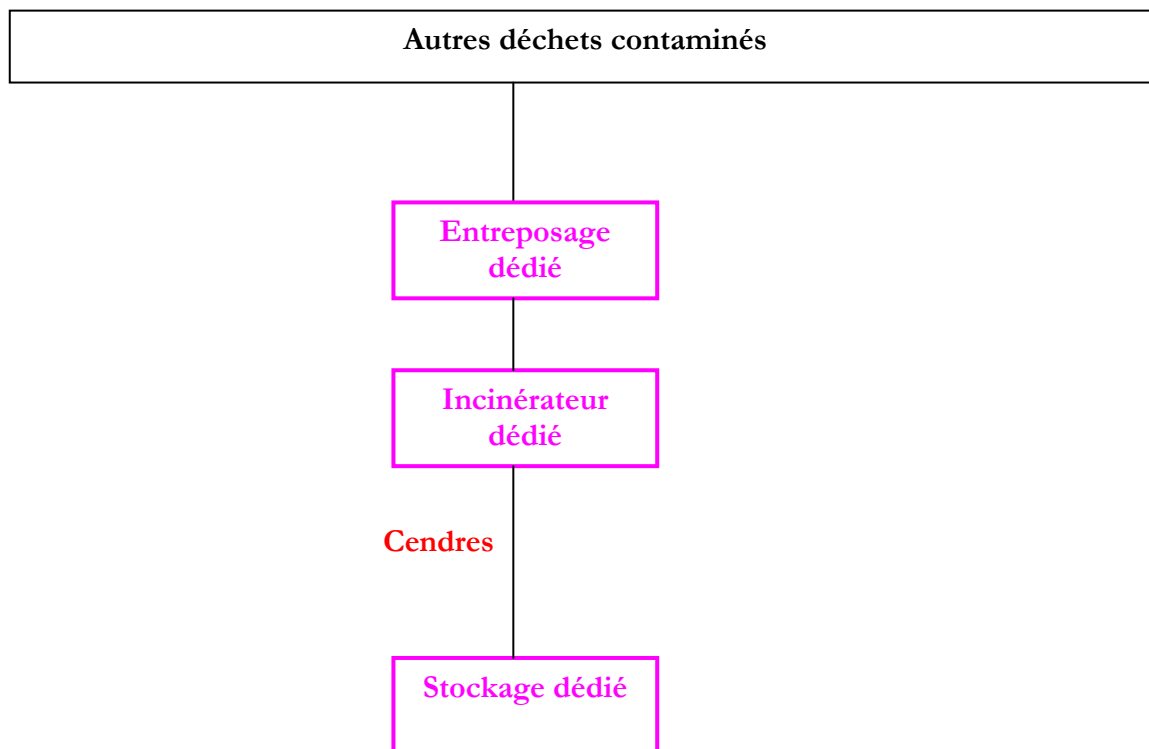 Autres déchets contaminés
Entreposage
dédié
Incinérateur
dédié
Cendres
Stockage dédié